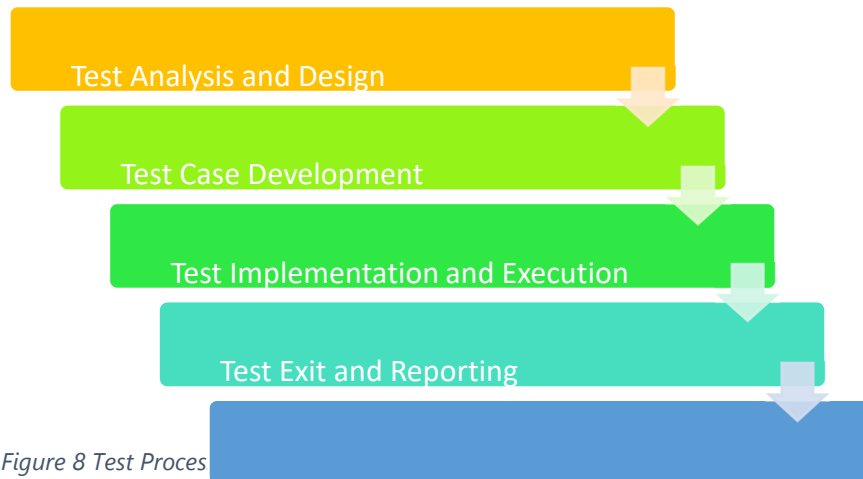 Test Analysis and Design
Test Case Development
Test Implementation and Execution
Test Exit and Reporting
Figure 8 Test Proces